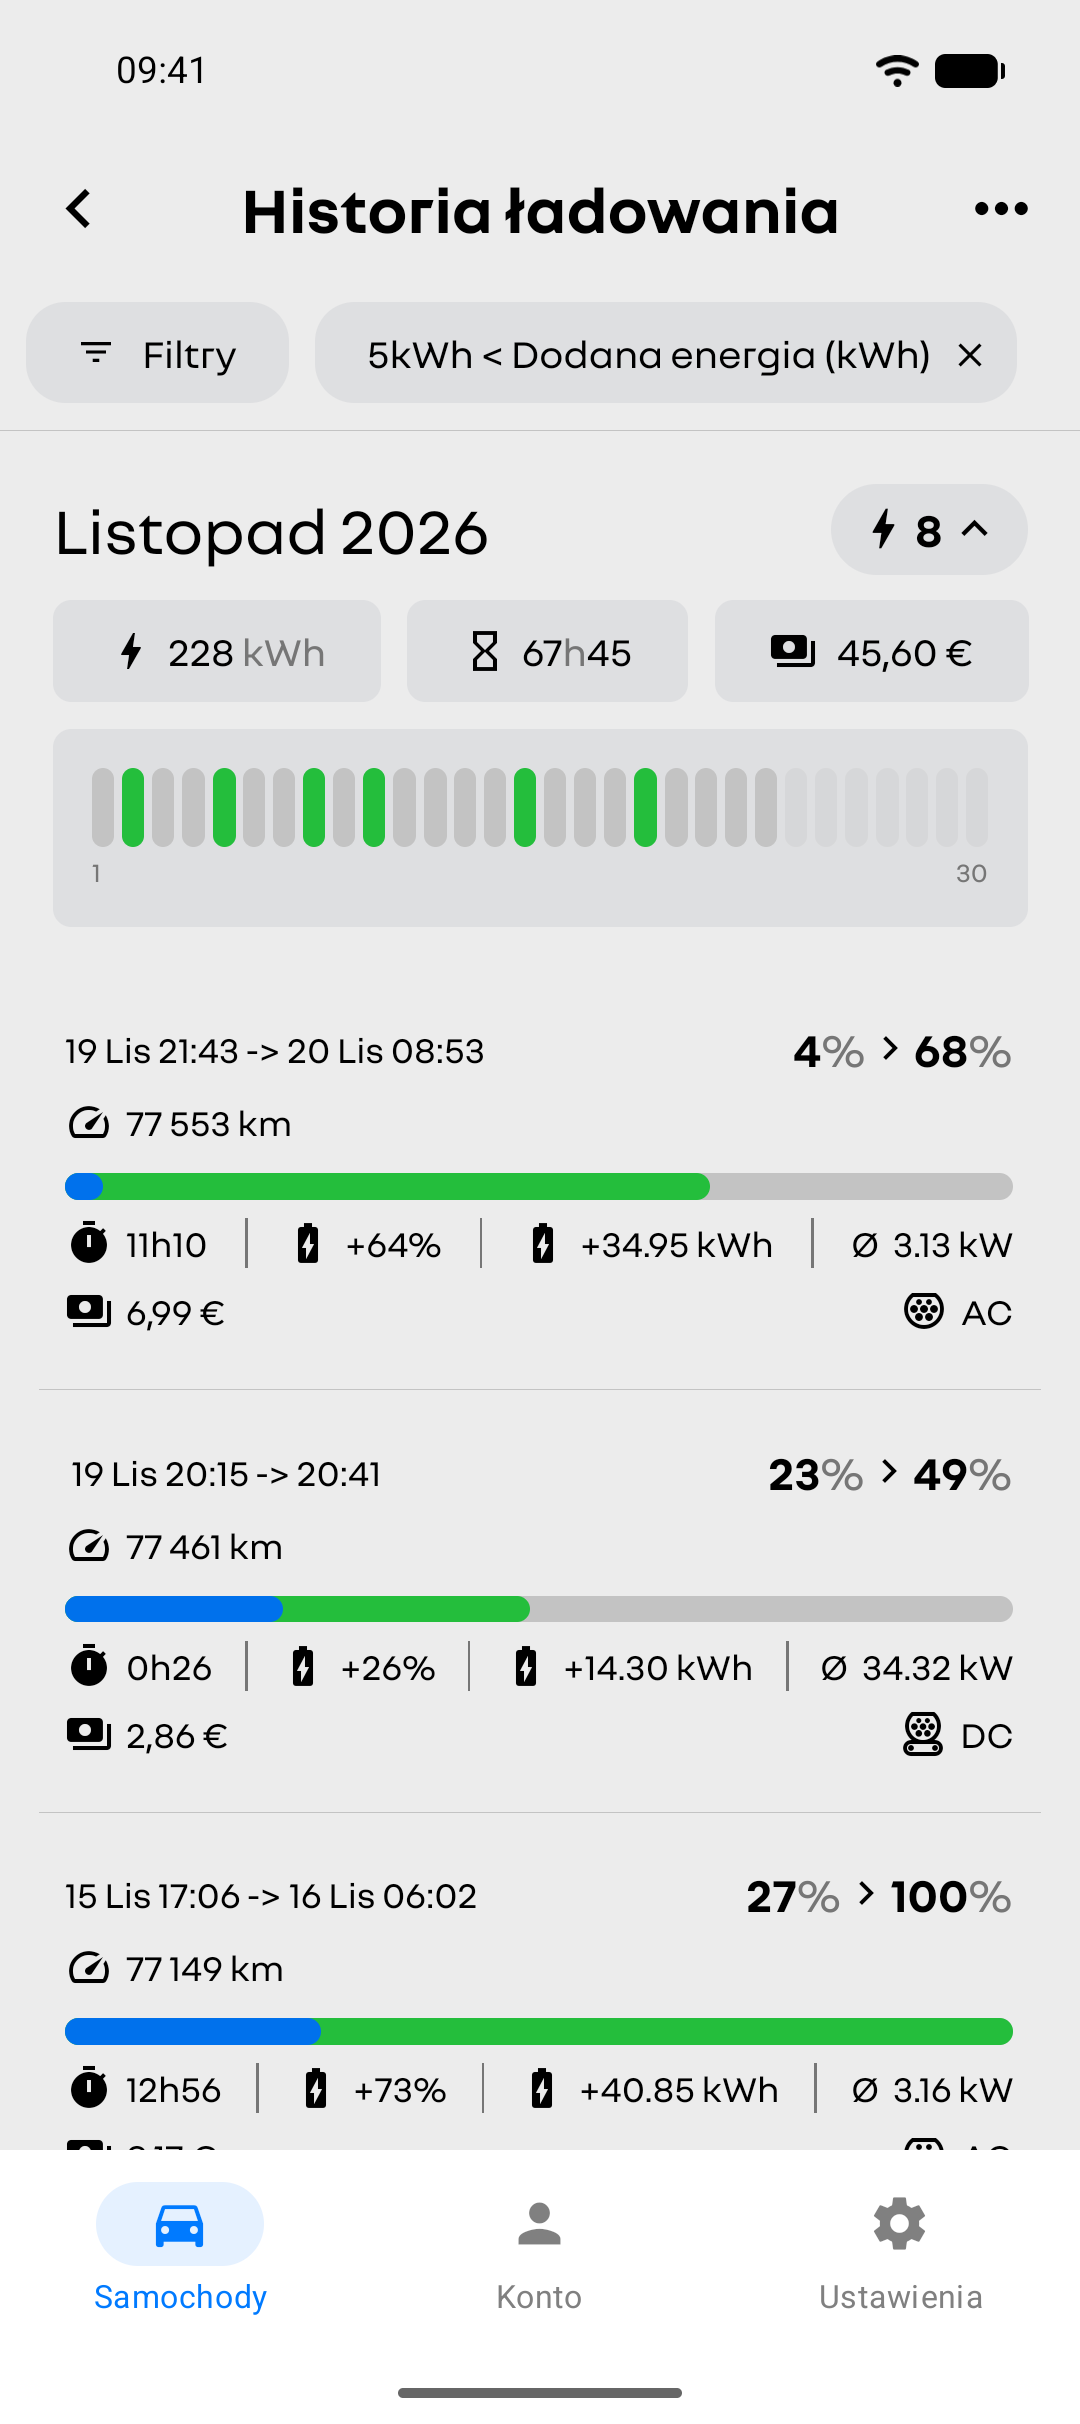 09:41
Historia ładowania
Filtry
5kWh < Dodana energia (kWh)
Listopad 2026
8
228 kWh
67h45
45,60 €
1
30
19 Lis 21:43 -> 20 Lis 08:53
4% > 68%
77 553 km
11h10
+64%
+34.95 kWh
Ø 3.13 kW
6,99 €
AC
19 Lis 20:15 -> 20:41
23% > 49%
77 461 km
0h26
+26%
+14.30 kWh
Ø 34.32 kW
2,86 €
DC
15 Lis 17:06 -> 16 Lis 06:02
27% > 100%
77 149 km
12h56
+73%
+40.85 kWh
Ø 3.16 kW
Samochody
Konto
Ustawienia